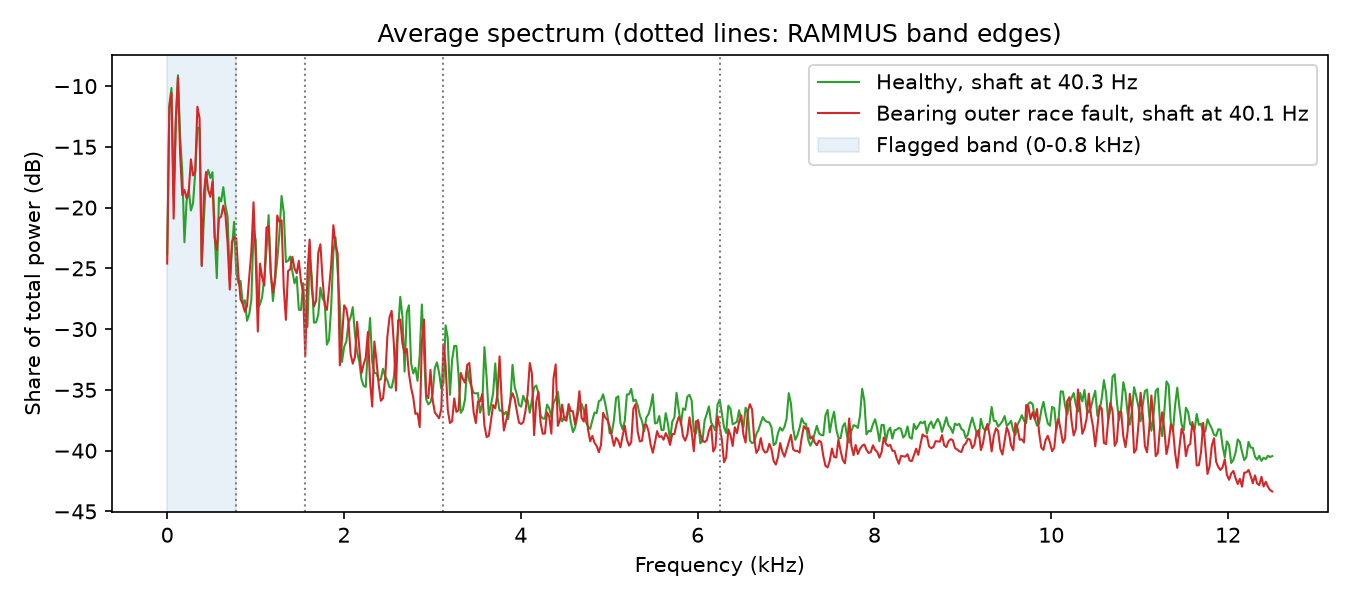 Average spectrum (dotted lines: RAMMUS band edges)
Share of total power (dB)
−10
−15
−20
−25
−30
−35
−40
−45
Healthy, shaft at 40.3 Hz
Bearing outer race fault, shaft at 40.1 Hz
Flagged band (0-0.8 kHz)
0 2 4 6 8 10 12
Frequency (kHz)